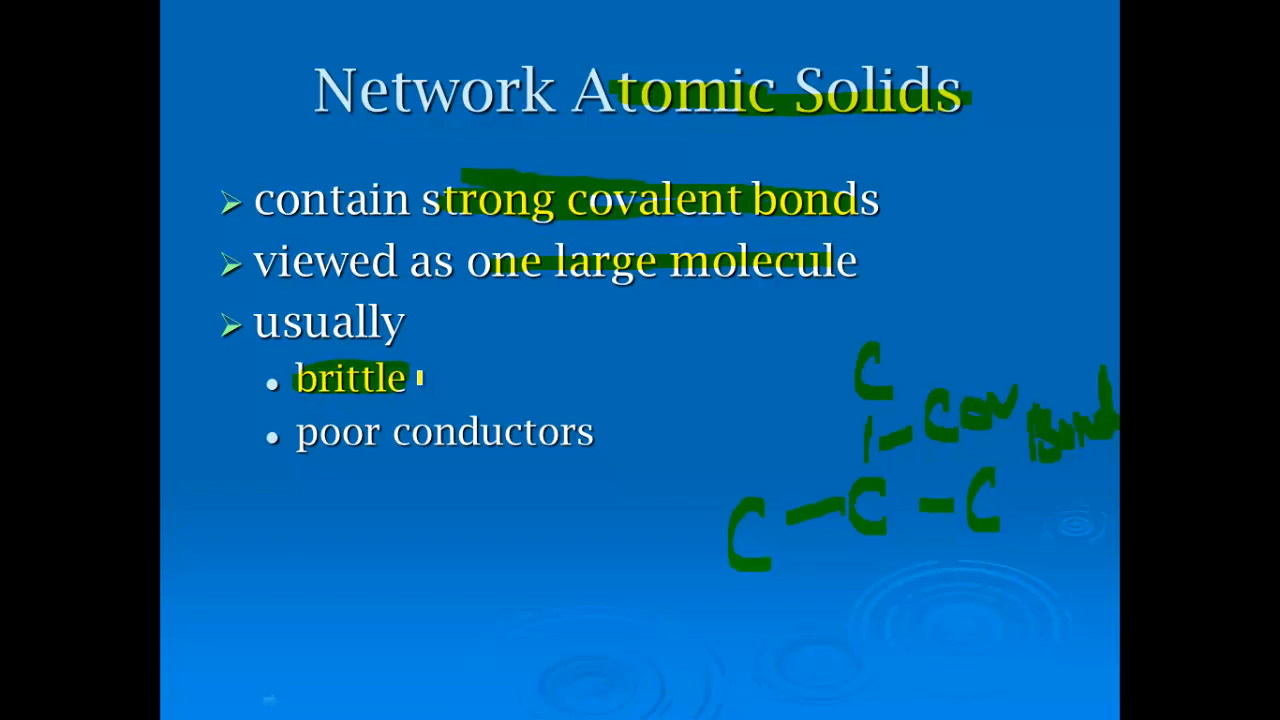 Network Atomic Solids
contain strong covalent bonds
viewed as one large molecule
usually
brittle
poor conductors
C
Cov Bond
C - C - C